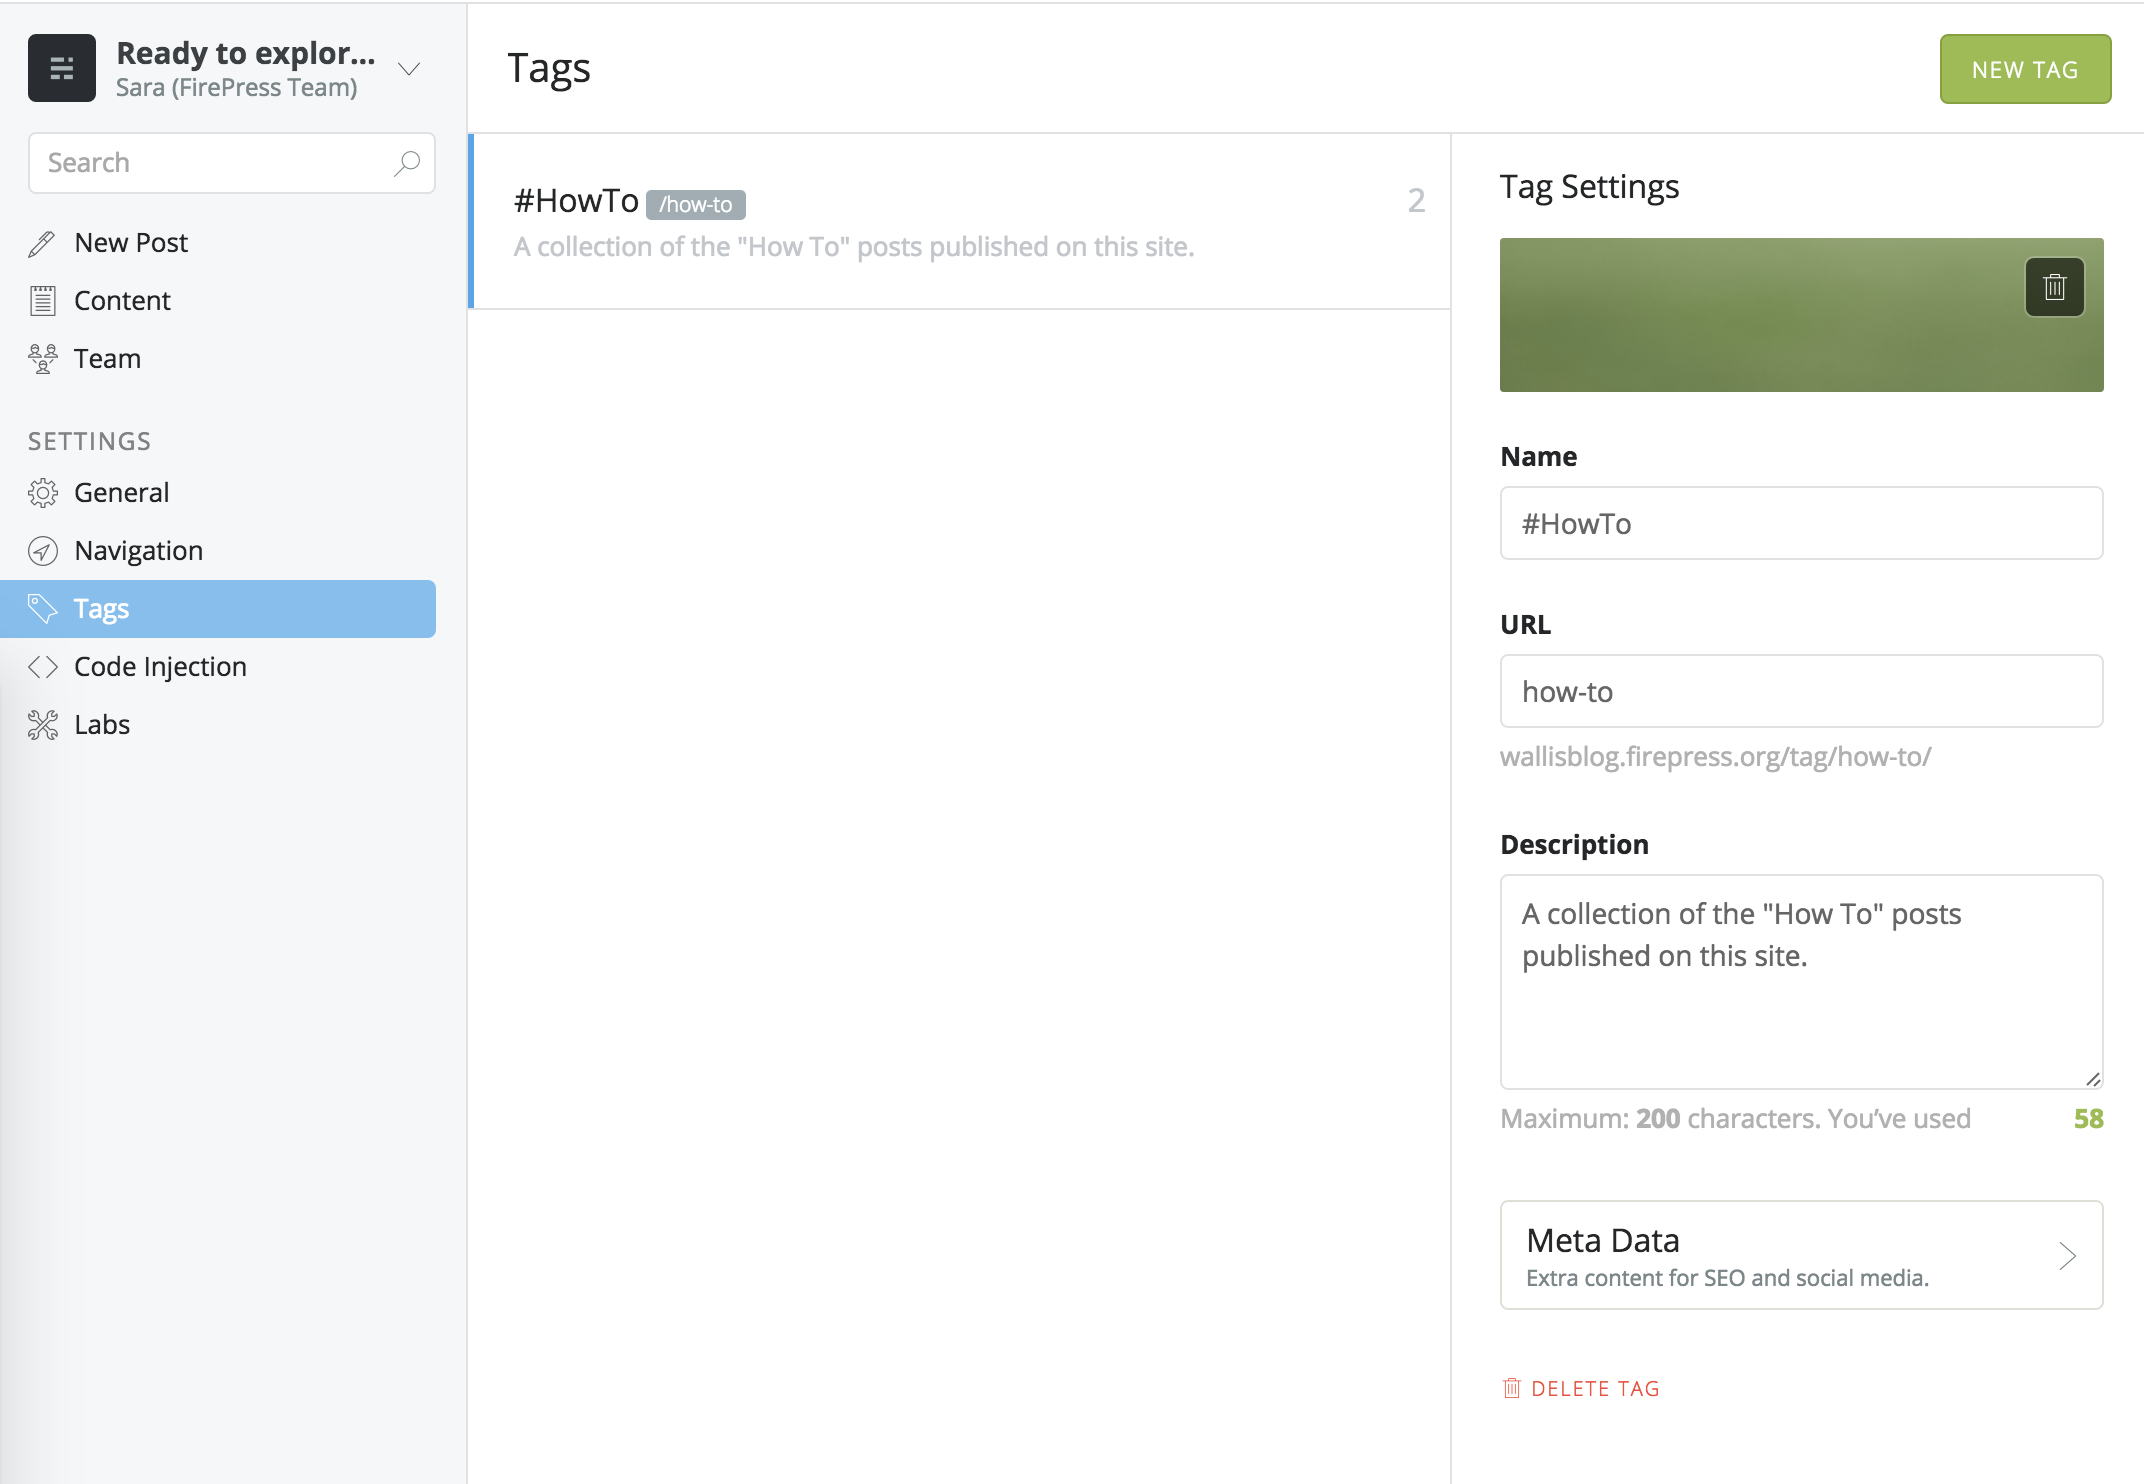 Ready to explor...
Sara (FirePress Team)
Search
New Post
Content
Team
SETTINGS
General
Navigation
Tags
Code Injection
Labs
Tags
NEW TAG
#HowTo /how-to 2
A collection of the "How To" posts published on this site.
Tag Settings
Name
#HowTo
URL
how-to
wallisblog.firepress.org/tag/how-to/
Description
A collection of the "How To" posts
published on this site.
Maximum: 200 characters. You’ve used 58
Meta Data
Extra content for SEO and social media.
DELETE TAG